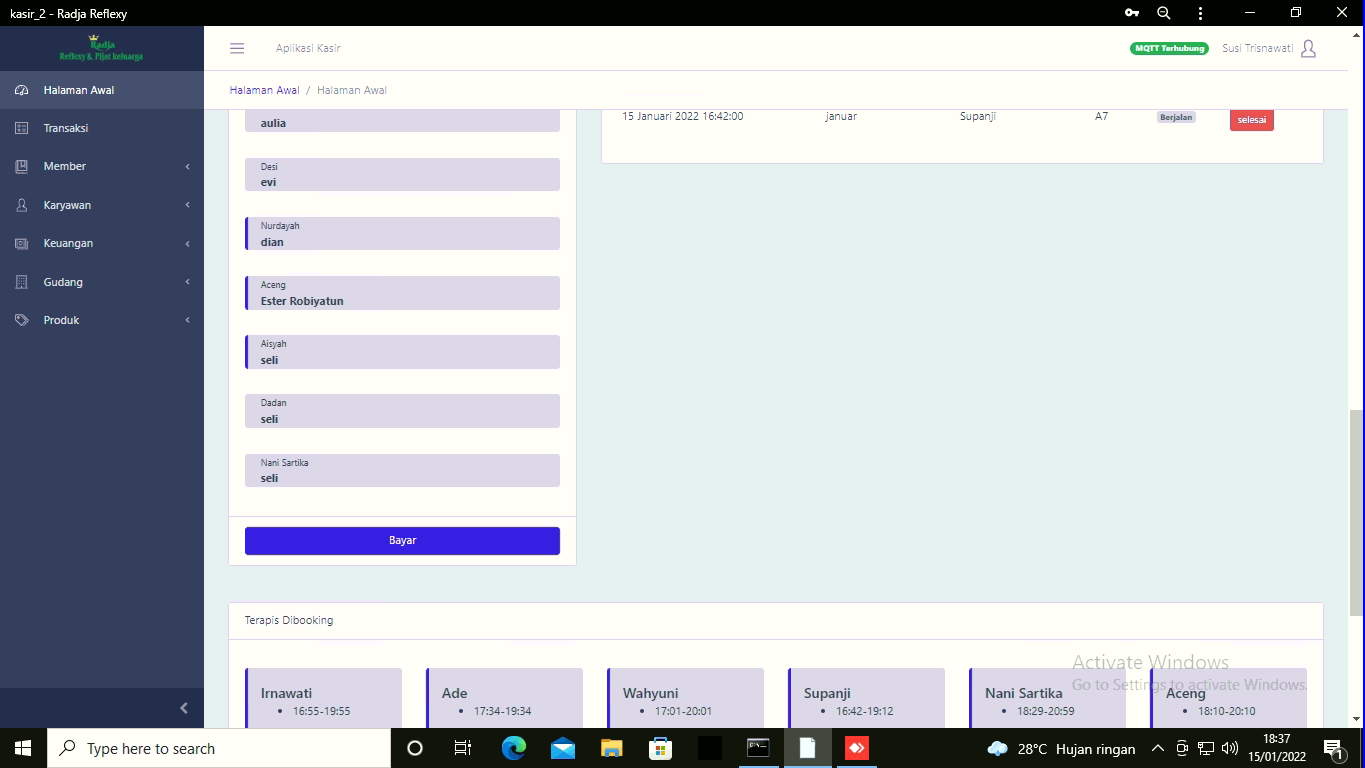 kasir_2 - Radja Reflexy
Radja
Reflexy & Pijat keluarga
Aplikasi Kasir
MQTT Terhubung
Susi Trisnawati
Halaman Awal
Transaksi
Member
Karyawan
Keuangan
Gudang
Produk
Halaman Awal / Halaman Awal
aulia
Desi
evi
Nurdayah
dian
Aceng
Ester Robiyatun
Aisyah
seli
Dadan
seli
Nani Sartika
seli
Bayar
15 Januari 2022 16:42:00 januar Supanji A7 Berjalan selesai
Terapis Dibooking
Irnawati
• 16:55-19:55
Ade
• 17:34-19:34
Wahyuni
• 17:01-20:01
Supanji
• 16:42-19:12
Nani Sartika
• 18:29-20:59
Aceng
• 18:10-20:10
Activate Windows
Go to Settings to activate Windows.
Type here to search
28°C Hujan ringan
18:37
15/01/2022
1